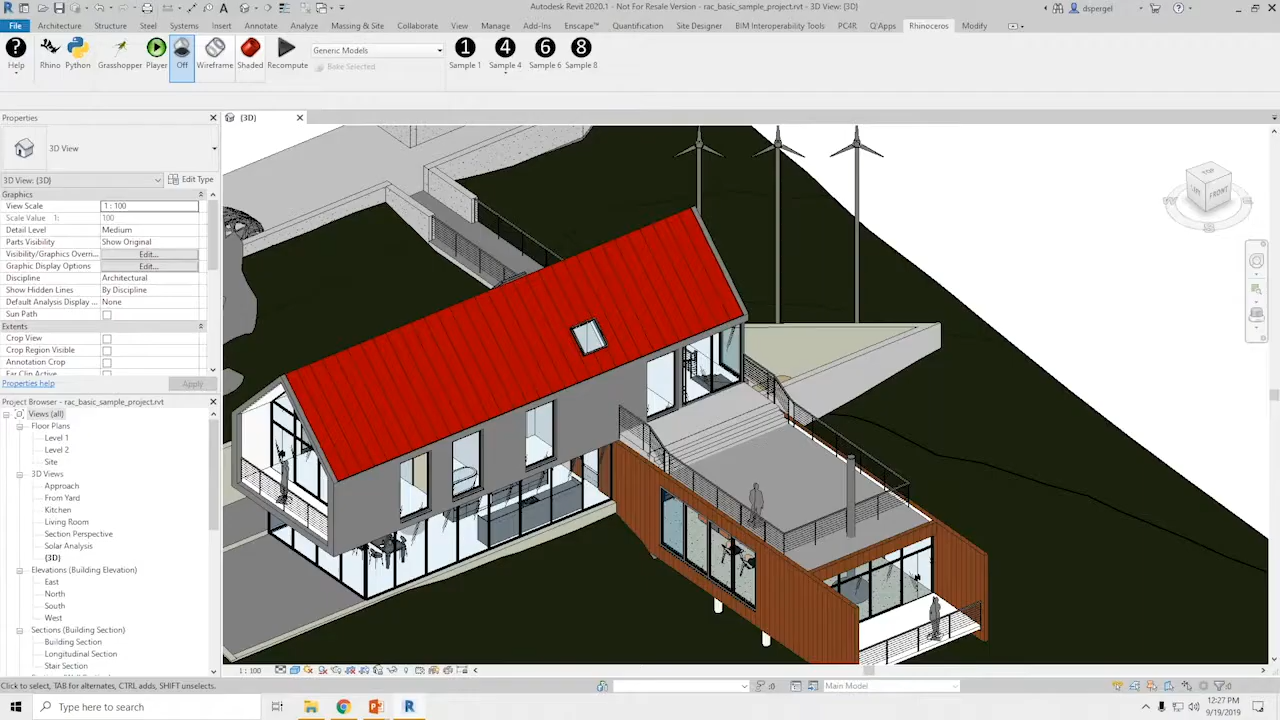 Autodesk Revit 2020.1 - Not For Resale Version - rac_basic_sample_project.rvt - 3D View: {3D}
dspergel
File Architecture Structure Steel Systems Insert Annotate Analyze Massing & Site Collaborate View Manage Add-Ins Enscape™ Quantification Site Designer BIM Interoperability Tools PC4R Q'Apps Rhinoceros Modify
Generic Models
Bake Selected
Help Rhino Python Grasshopper Player Off Wireframe Shaded Recompute Sample 1 Sample 4 Sample 6 Sample 8
1 4 6 8
Properties
{3D}
3D View
3D View: {3D} Edit Type
Graphics
View Scale 1 : 100
Scale Value 1: 100
Detail Level Medium
Parts Visibility Show Original
Visibility/Graphics Overri... Edit...
Graphic Display Options Edit...
Discipline Architectural
Show Hidden Lines By Discipline
Default Analysis Display ... None
Sun Path
Extents
Crop View
Crop Region Visible
Annotation Crop
Far Clip Active
Properties help Apply
Project Browser - rac_basic_sample_project.rvt
Views (all)
Floor Plans
Level 1
Level 2
Site
3D Views
Approach
From Yard
Kitchen
Living Room
Section Perspective
Solar Analysis
{3D}
Elevations (Building Elevation)
East
North
South
West
Sections (Building Section)
Building Section
Longitudinal Section
Stair Section
TOP
FRONT
1 : 100
Click to select, TAB for alternates, CTRL adds, SHIFT unselects.
:0
Main Model
:0
Type here to search
12:27 PM
9/19/2019